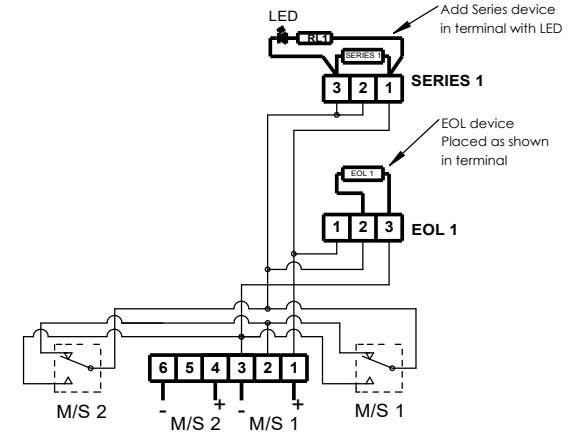 LED
Add Series device
in terminal with LED
RL1
SERIES 1
3 2 1
SERIES 1
EOL device
Placed as shown
in terminal
EOL 1
1 2 3
EOL 1
6 5 4 3 2 1
- + - +
M/S 2
M/S 2
M/S 1
M/S 1